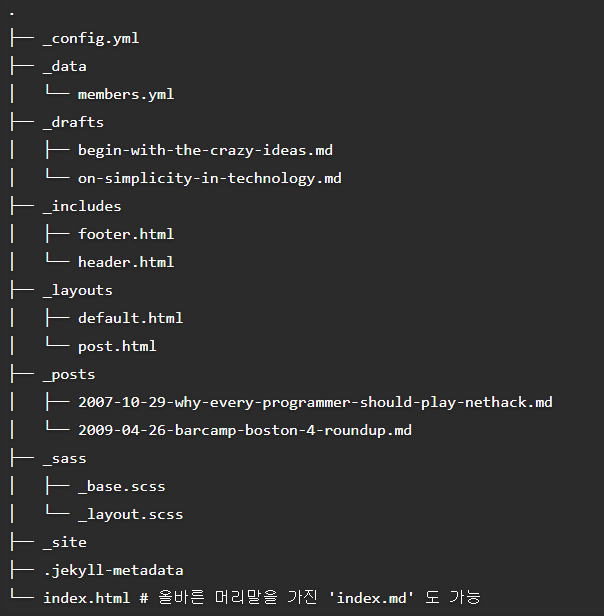 .
├── _config.yml
├── _data
│   └── members.yml
├── _drafts
│   ├── begin-with-the-crazy-ideas.md
│   └── on-simplicity-in-technology.md
├── _includes
│   ├── footer.html
│   └── header.html
├── _layouts
│   ├── default.html
│   └── post.html
├── _posts
│   ├── 2007-10-29-why-every-programmer-should-play-nethack.md
│   └── 2009-04-26-barcamp-boston-4-roundup.md
├── _sass
│   ├── _base.scss
│   └── _layout.scss
├── _site
├── .jekyll-metadata
└── index.html # 올바른 머리말을 가진 'index.md' 도 가능